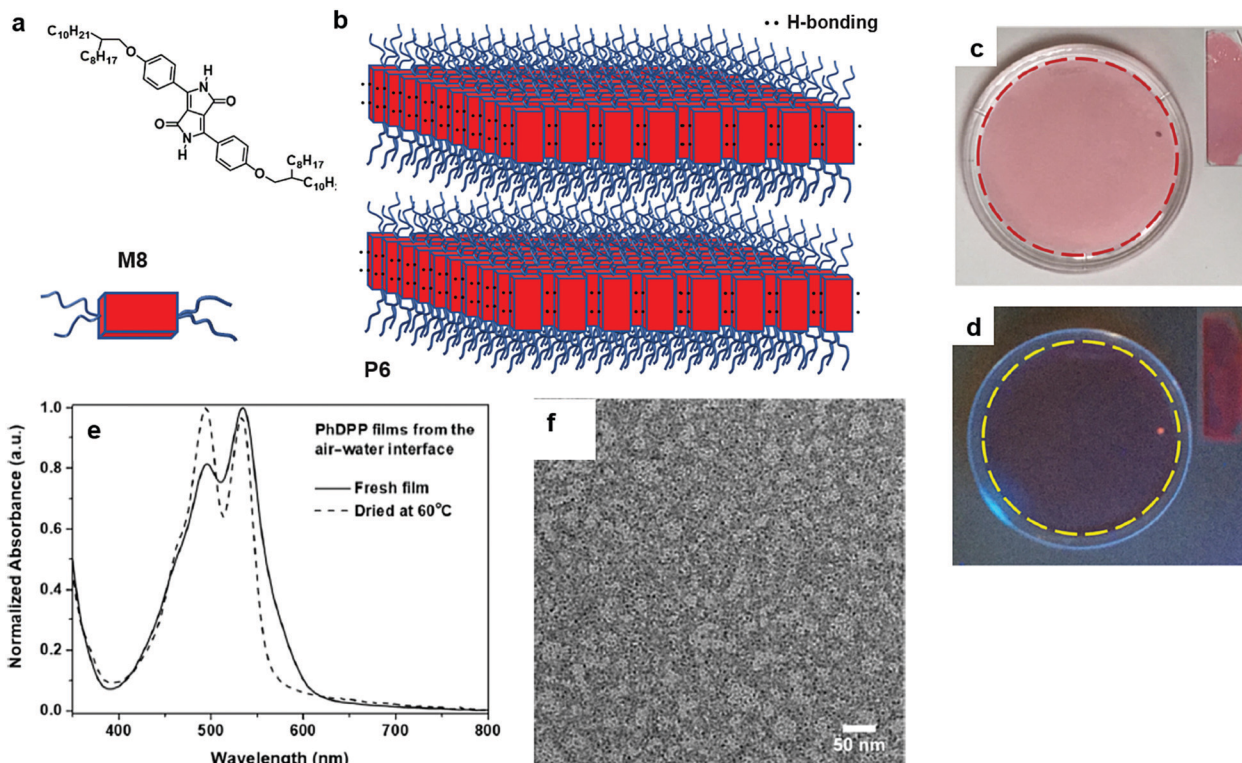 a
C₁₀H₂₁
C₈H₁₇
O
H
N
O
O
N
H
C₈H₁₇
O
C₁₀H
M8
b
•• H-bonding
P6
c
d
e
PhDPP films from the
air–water interface
Fresh film
Dried at 60°C
Normalized Absorbance (a.u.)
1.0
0.8
0.6
0.4
0.2
0.0
400
500
600
700
800
Wavelength (nm)
f
50 nm